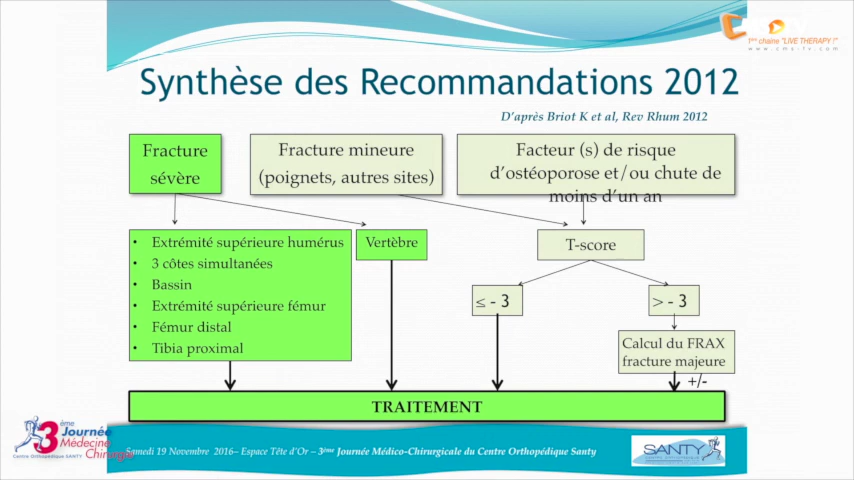 1ère chaîne "LIVE THERAPY !"
www.cms-tv.com
Synthèse des Recommandations 2012
D'après Briot K et al, Rev Rhum 2012
Fracture
sévère
Fracture mineure
(poignets, autres sites)
Facteur (s) de risque
d'ostéoporose et/ou chute de
moins d'un an
• Extrémité supérieure humérus
• 3 côtes simultanées
• Bassin
• Extrémité supérieure fémur
• Fémur distal
• Tibia proximal
Vertèbre
T-score
≤ - 3
> - 3
Calcul du FRAX
fracture majeure
+/-
TRAITEMENT
3ème Journée
Médecine
Chirurgie
Centre Orthopédique SANTY
Samedi 19 Novembre 2016– Espace Tête d'Or – 3ème Journée Médico-Chirurgicale du Centre Orthopédique Santy
SANTY